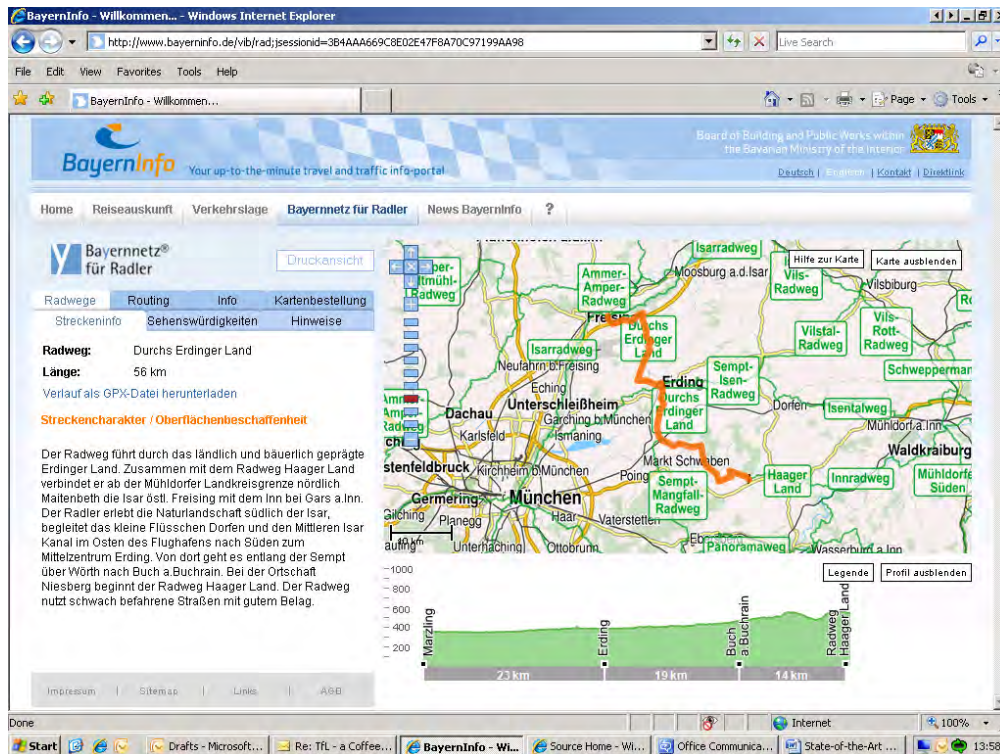 BayernInfo - Willkommen... - Windows Internet Explorer
http://www.bayerninfo.de/vib/rad;jsessionid=3B4AAA669C8E02E47F8A70C97199AA98
Live Search
File Edit View Favorites Tools Help
BayernInfo - Willkommen...
Page Tools
BayernInfo
Your up-to-the-minute travel and traffic info-portal
Board of Building and Public Works within
the Bavarian Ministry of the Interior
Deutsch | English | Kontakt | Direktlink
Home Reiseauskunft Verkehrslage Bayernnetz für Radler News BayernInfo ?
Bayernnetz®
für Radler
Druckansicht
Radwege Routing Info Kartenbestellung
Streckeninfo Sehenswürdigkeiten Hinweise
Radweg: Durchs Erdinger Land
Länge: 56 km
Verlauf als GPX-Datei herunterladen
Streckencharakter / Oberflächenbeschaffenheit
Der Radweg führt durch das ländlich und bäuerlich geprägte
Erdinger Land. Zusammen mit dem Radweg Haager Land
verbindet er ab der Mühldorfer Landkreisgrenze nördlich
Maitenbeth die Isar östl. Freising mit dem Inn bei Gars a.Inn.
Der Radler erlebt die Naturlandschaft südlich der Isar,
begleitet das kleine Flüsschen Dorfen und den Mittleren Isar
Kanal im Osten des Flughafens nach Süden zum
Mittelzentrum Erding. Von dort geht es entlang der Sempt
über Wörth nach Buch a.Buchrain. Bei der Ortschaft
Niesberg beginnt der Radweg Haager Land. Der Radweg
nutzt schwach befahrene Straßen mit gutem Belag.
Impressum | Sitemap | Links | AGB
Isarradweg
Hilfe zur Karte
Karte ausblenden
Ammer-
Amper-
Radweg
Moosburg a.d.Isar
Vils-
Radweg
Vilsbiburg
Radweg
Freising
Durchs
Erdinger
Land
Isarradweg
Vilstal-
Radweg
Vils-
Rott-
Radweg
Neufahrn b.Freising
Eching
Erding
Sempt-
Isen-
Radweg
Schwepperman
Unterschleißheim
Durchs
Erdinger
Land
Dachau
Garching b.München
Dorfen
Isentalweg
Karlsfeld
Ismaning
Mühldorf a.Inn
Waldkraiburg
stenfeldbruck
Kirchheim b.München
Poing
Markt Schwaben
Germering
München
Sempt-
Mangfall-
Radweg
Haager
Land
Innradweg
Mühldorfe
Süden
Gilching
Planegg
Haar
Vaterstetten
10 km
Unterhaching
Ottobrunn
Panoramaweg
Wasserburg a.Inn
Legende
Profil ausblenden
1000
800
600
400
200
Marzling
Erding
Buch
a.Buchrain
Radweg
Haager Land
23 km
19 km
14 km
Done
Internet
100%
Start
Drafts - Microsoft...
Re: TfL - a Coffee...
BayernInfo - Wi...
Source Home - Wi...
Office Communica...
State-of-the-Art ...
13:58